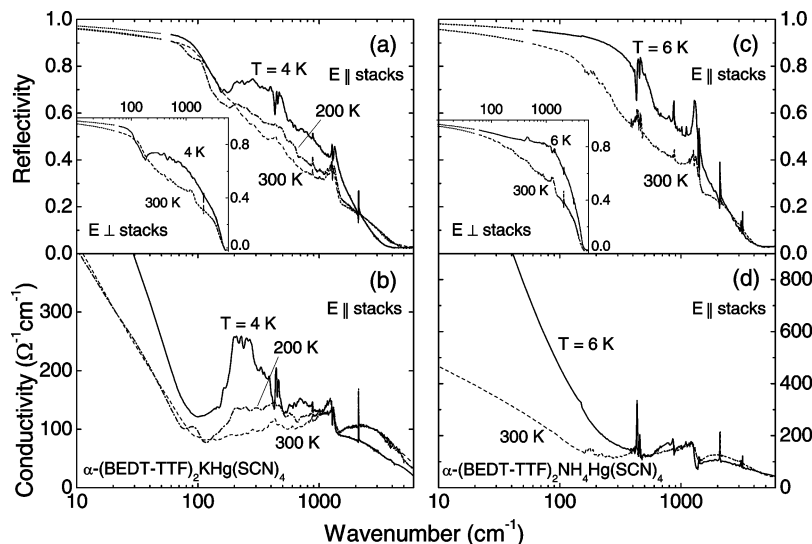 1.0
0.8
0.6
0.4
0.2
0.0
Reflectivity
(a)
T = 4 K
E || stacks
200 K
300 K
100 1000
4 K
300 K
E ⊥ stacks
0.8
0.4
0.0
(c)
T = 6 K
E || stacks
300 K
100 1000
6 K
300 K
E ⊥ stacks
0.8
0.4
0.0
1.0
0.8
0.6
0.4
0.2
0.0
Conductivity (Ω⁻¹cm⁻¹)
300
250
200
150
100
50
0
(b)
E || stacks
T = 4 K
200 K
300 K
α-(BEDT-TTF)₂KHg(SCN)₄
(d)
E || stacks
T = 6 K
300 K
α-(BEDT-TTF)₂NH₄Hg(SCN)₄
800
600
400
200
0
10 100 1000
10 100 1000
Wavenumber (cm⁻¹)